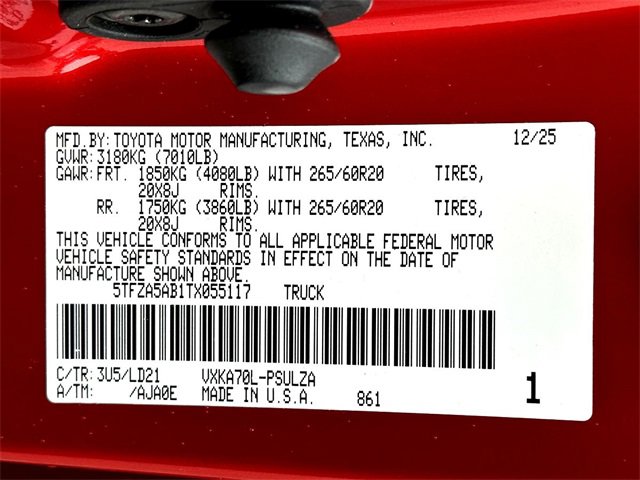 MFD.BY:TOYOTA MOTOR MANUFACTURING, TEXAS, INC. 12/25
GVWR:3180KG (7010LB)
GAWR:FRT. 1850KG (4080LB) WITH 265/60R20 TIRES,
20X8J RIMS.
RR. 1750KG (3860LB) WITH 265/60R20 TIRES,
20X8J RIMS.
THIS VEHICLE CONFORMS TO ALL APPLICABLE FEDERAL MOTOR
VEHICLE SAFETY STANDARDS IN EFFECT ON THE DATE OF
MANUFACTURE SHOWN ABOVE.
5TFZA5AB1TX055117 TRUCK
C/TR:3U5/LD21 VXKA70L-PSULZA
A/TM: /AJA0E MADE IN U.S.A. 861 1